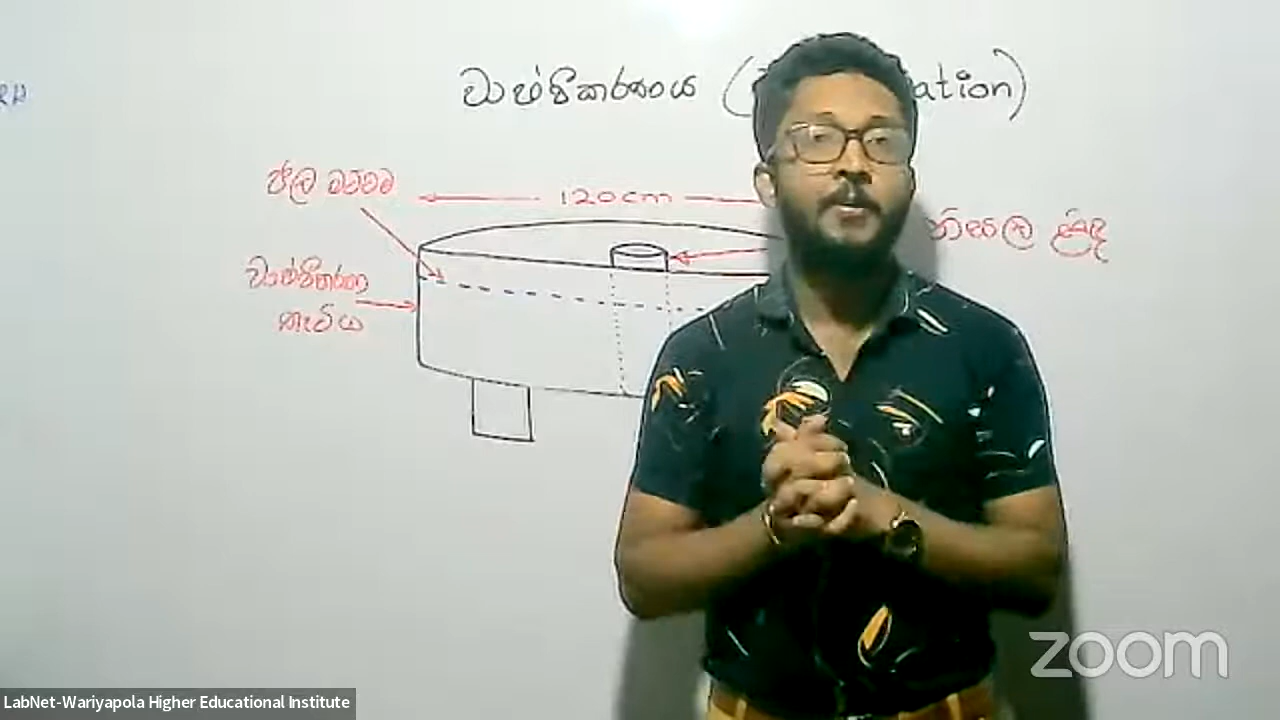 වාෂ්පීකරණය (
ation)
ජල මට්ටම
120cm
නිසල ළිඳ
වාෂ්පීකරණ
තැටිය
zoom
LabNet-Wariyapola Higher Educational Institute